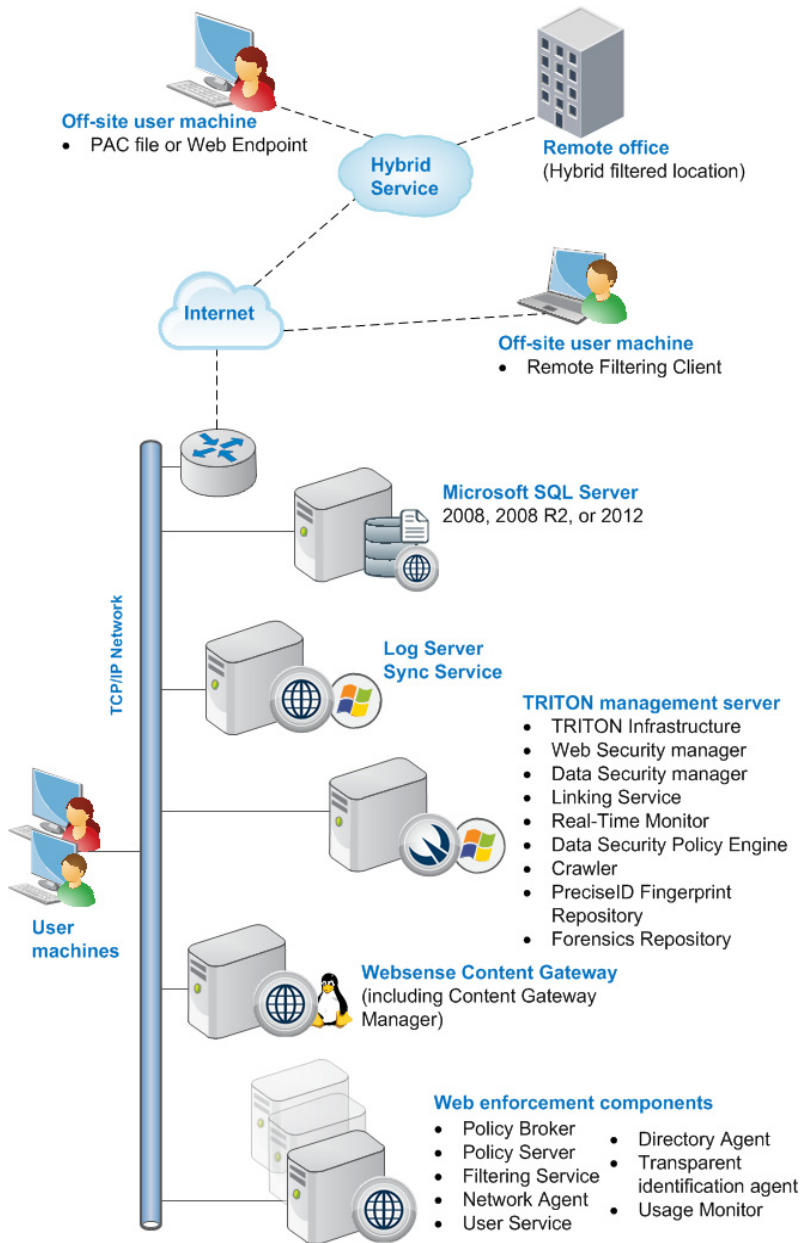 Off-site user machine
• PAC file or Web Endpoint
Hybrid
Service
Remote office
(Hybrid filtered location)
Internet
Off-site user machine
• Remote Filtering Client
Microsoft SQL Server
2008, 2008 R2, or 2012
TCP/IP Network
Log Server
Sync Service
TRITON management server
• TRITON Infrastructure
• Web Security manager
• Data Security manager
• Linking Service
• Real-Time Monitor
• Data Security Policy Engine
• Crawler
• PreciseID Fingerprint
Repository
• Forensics Repository
User
machines
Websense Content Gateway
(including Content Gateway
Manager)
Web enforcement components
• Policy Broker
• Policy Server
• Filtering Service
• Network Agent
• User Service
• Directory Agent
• Transparent
identification agent
• Usage Monitor